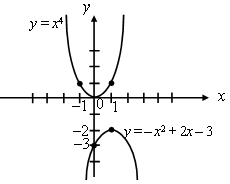 y
y = x⁴
x
−1 0 1
−2
y = −x² + 2x − 3
−3